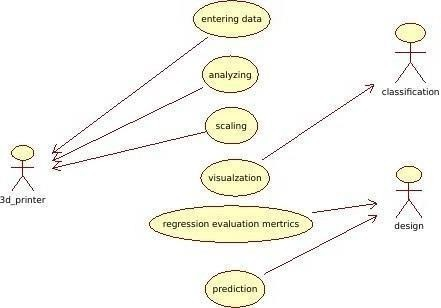 entering data
analyzing
classification
scaling
visualzation
3d_printer
regression evaluation mertrics
design
prediction